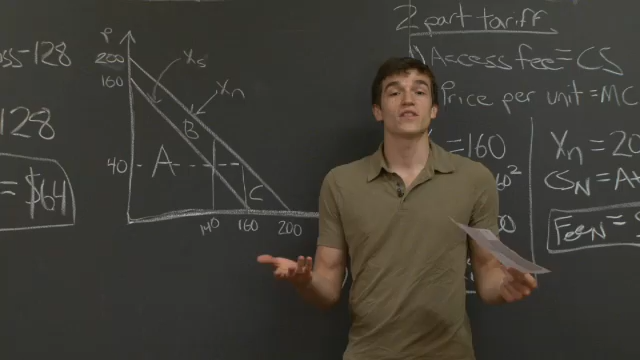 oss=128
128
= $64
P
200
160
40
Xs
Xn
A
B
C
140
160
200
2 part tariff
Access fee = CS
Price per unit = MC
= 160
Xn = 20
CSN = A+
FeeN =